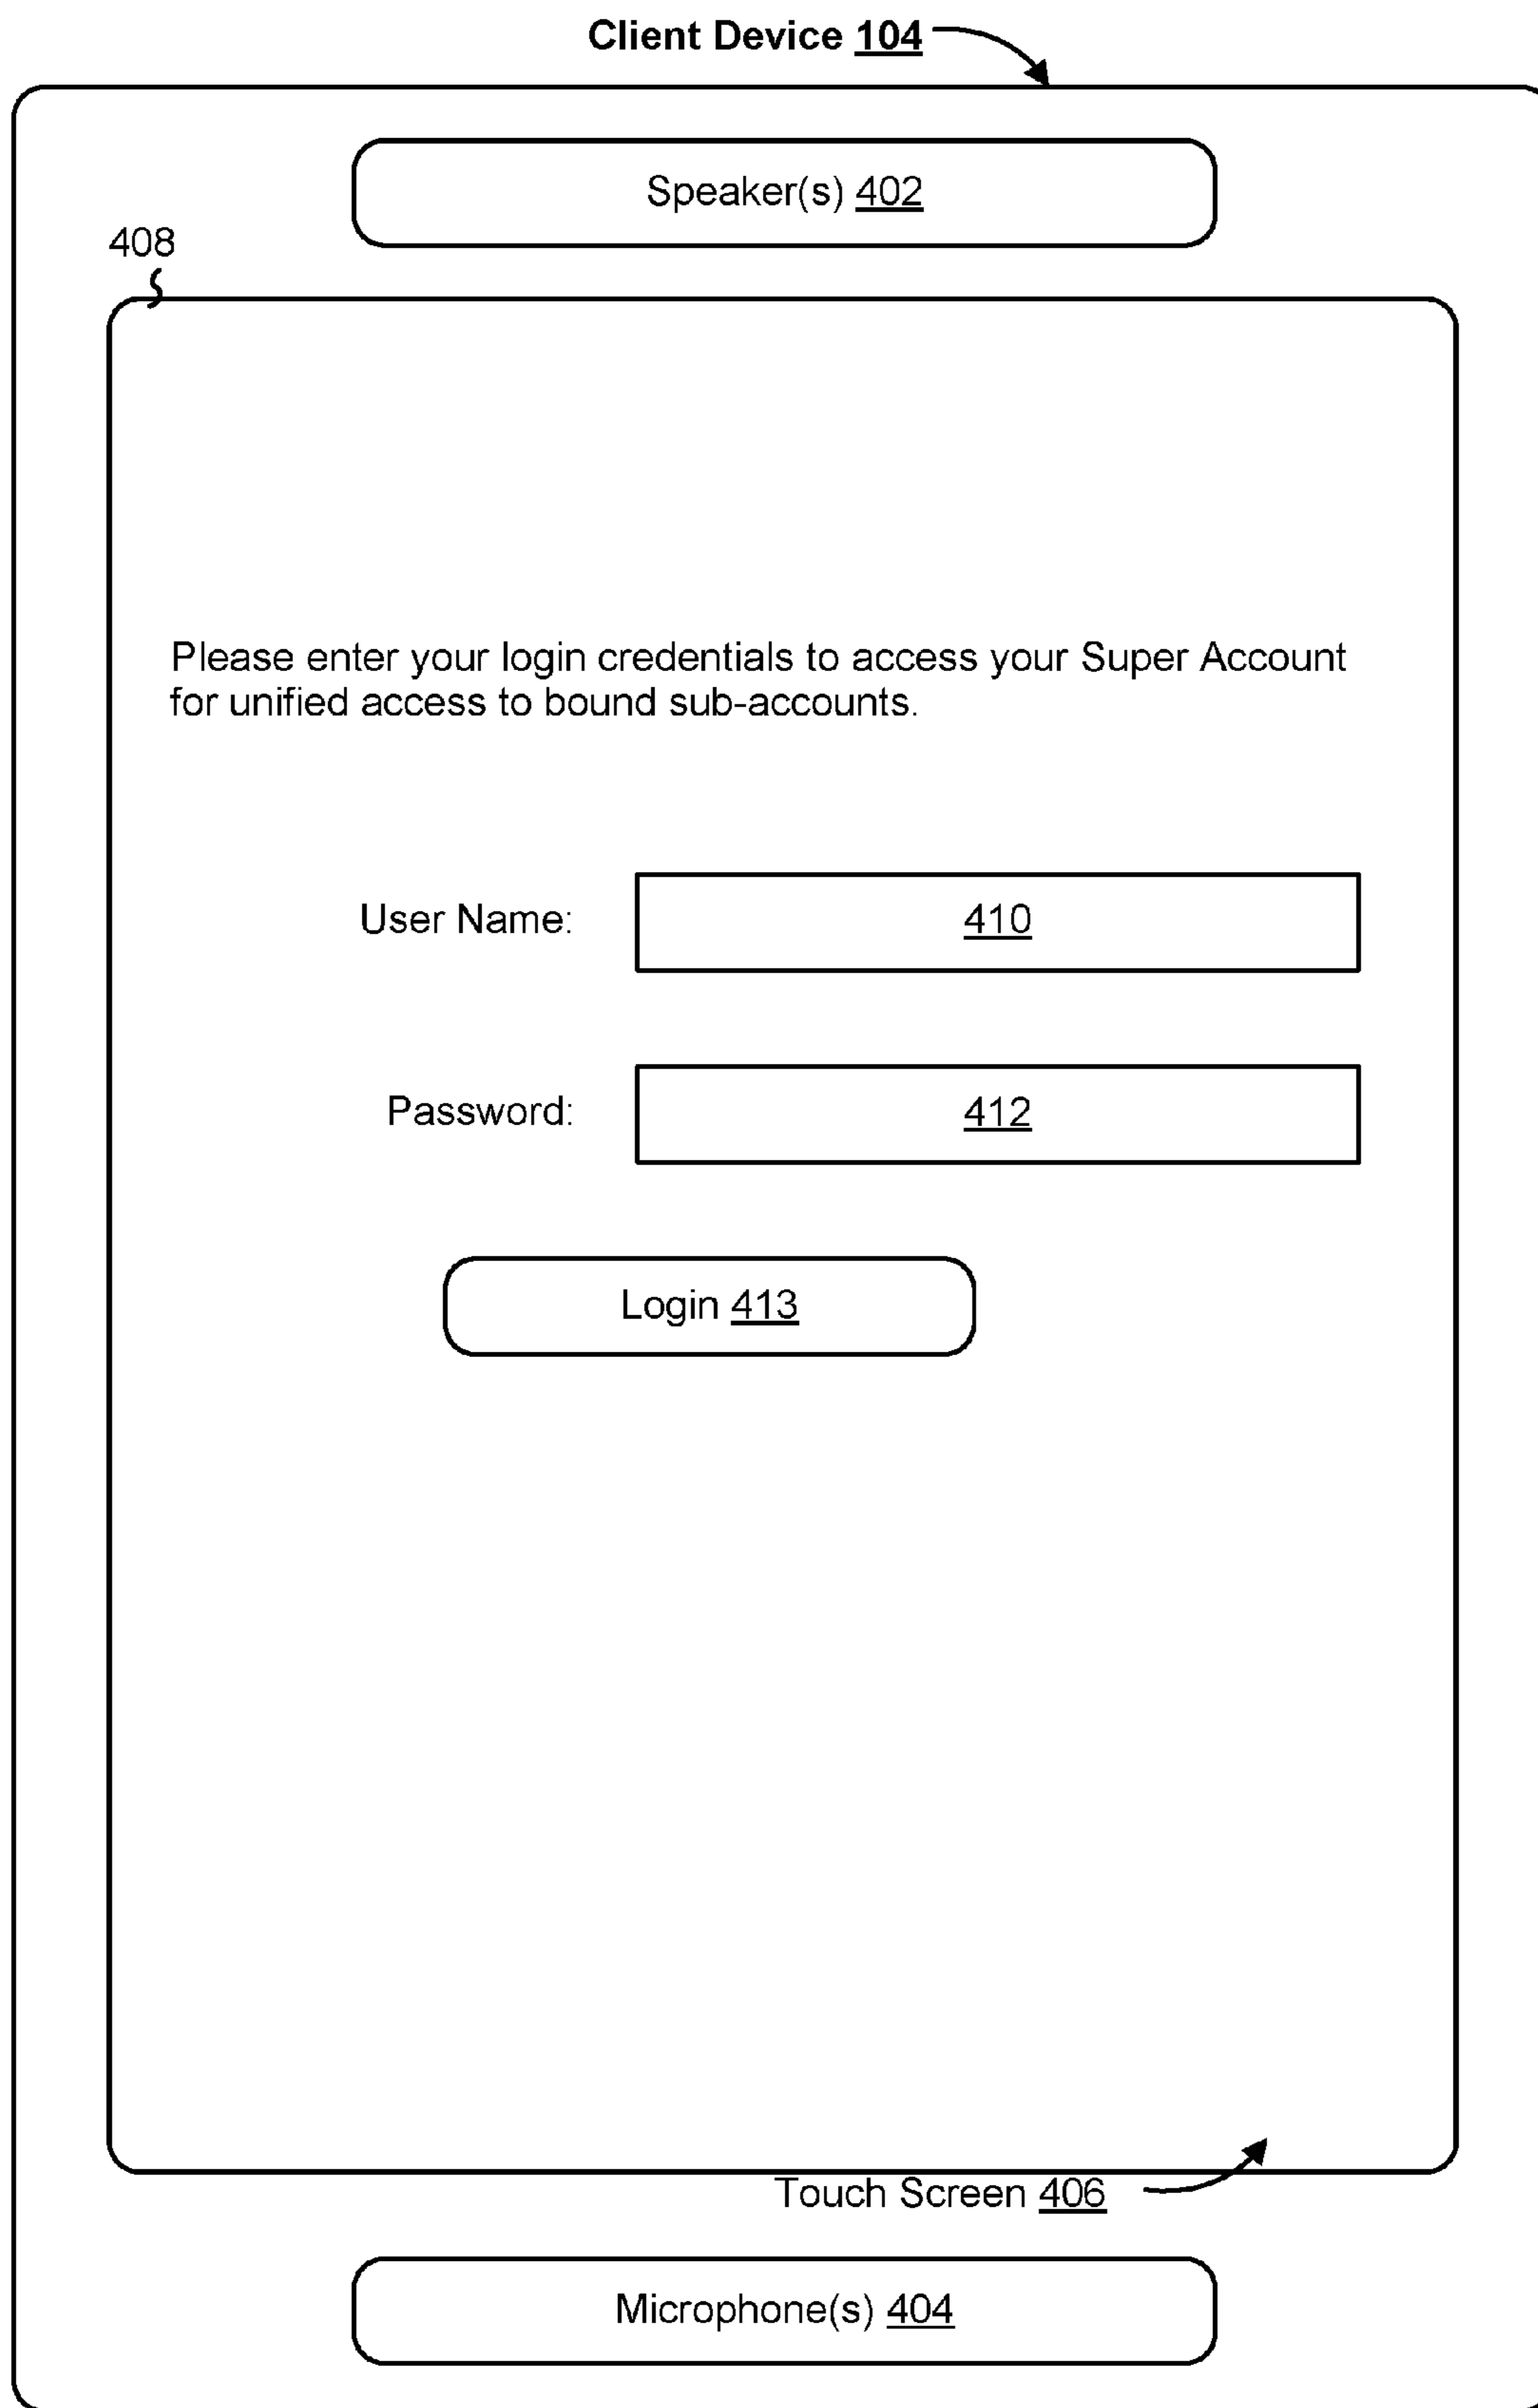 Client Device 104
Speaker(s) 402
408
Please enter your login credentials to access your Super Account
for unified access to bound sub-accounts.
User Name: 410
Password: 412
Login 413
Touch Screen 406
Microphone(s) 404